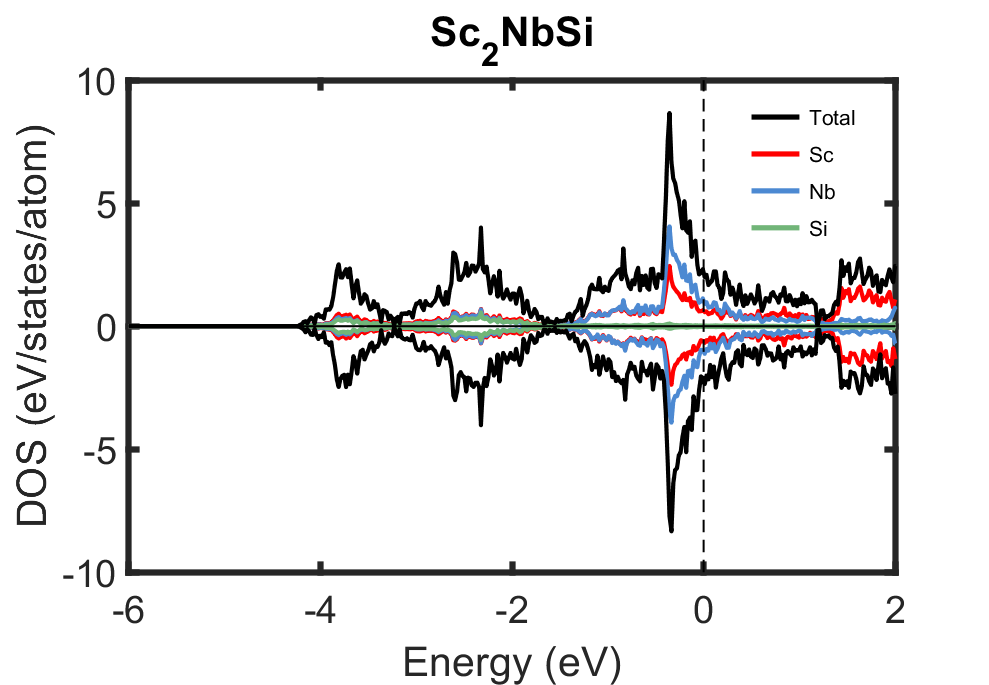 Sc2NbSi
DOS (eV/states/atom)
10
5
0
-5
-10
Total
Sc
Nb
Si
-6
-4
-2
0
2
Energy (eV)